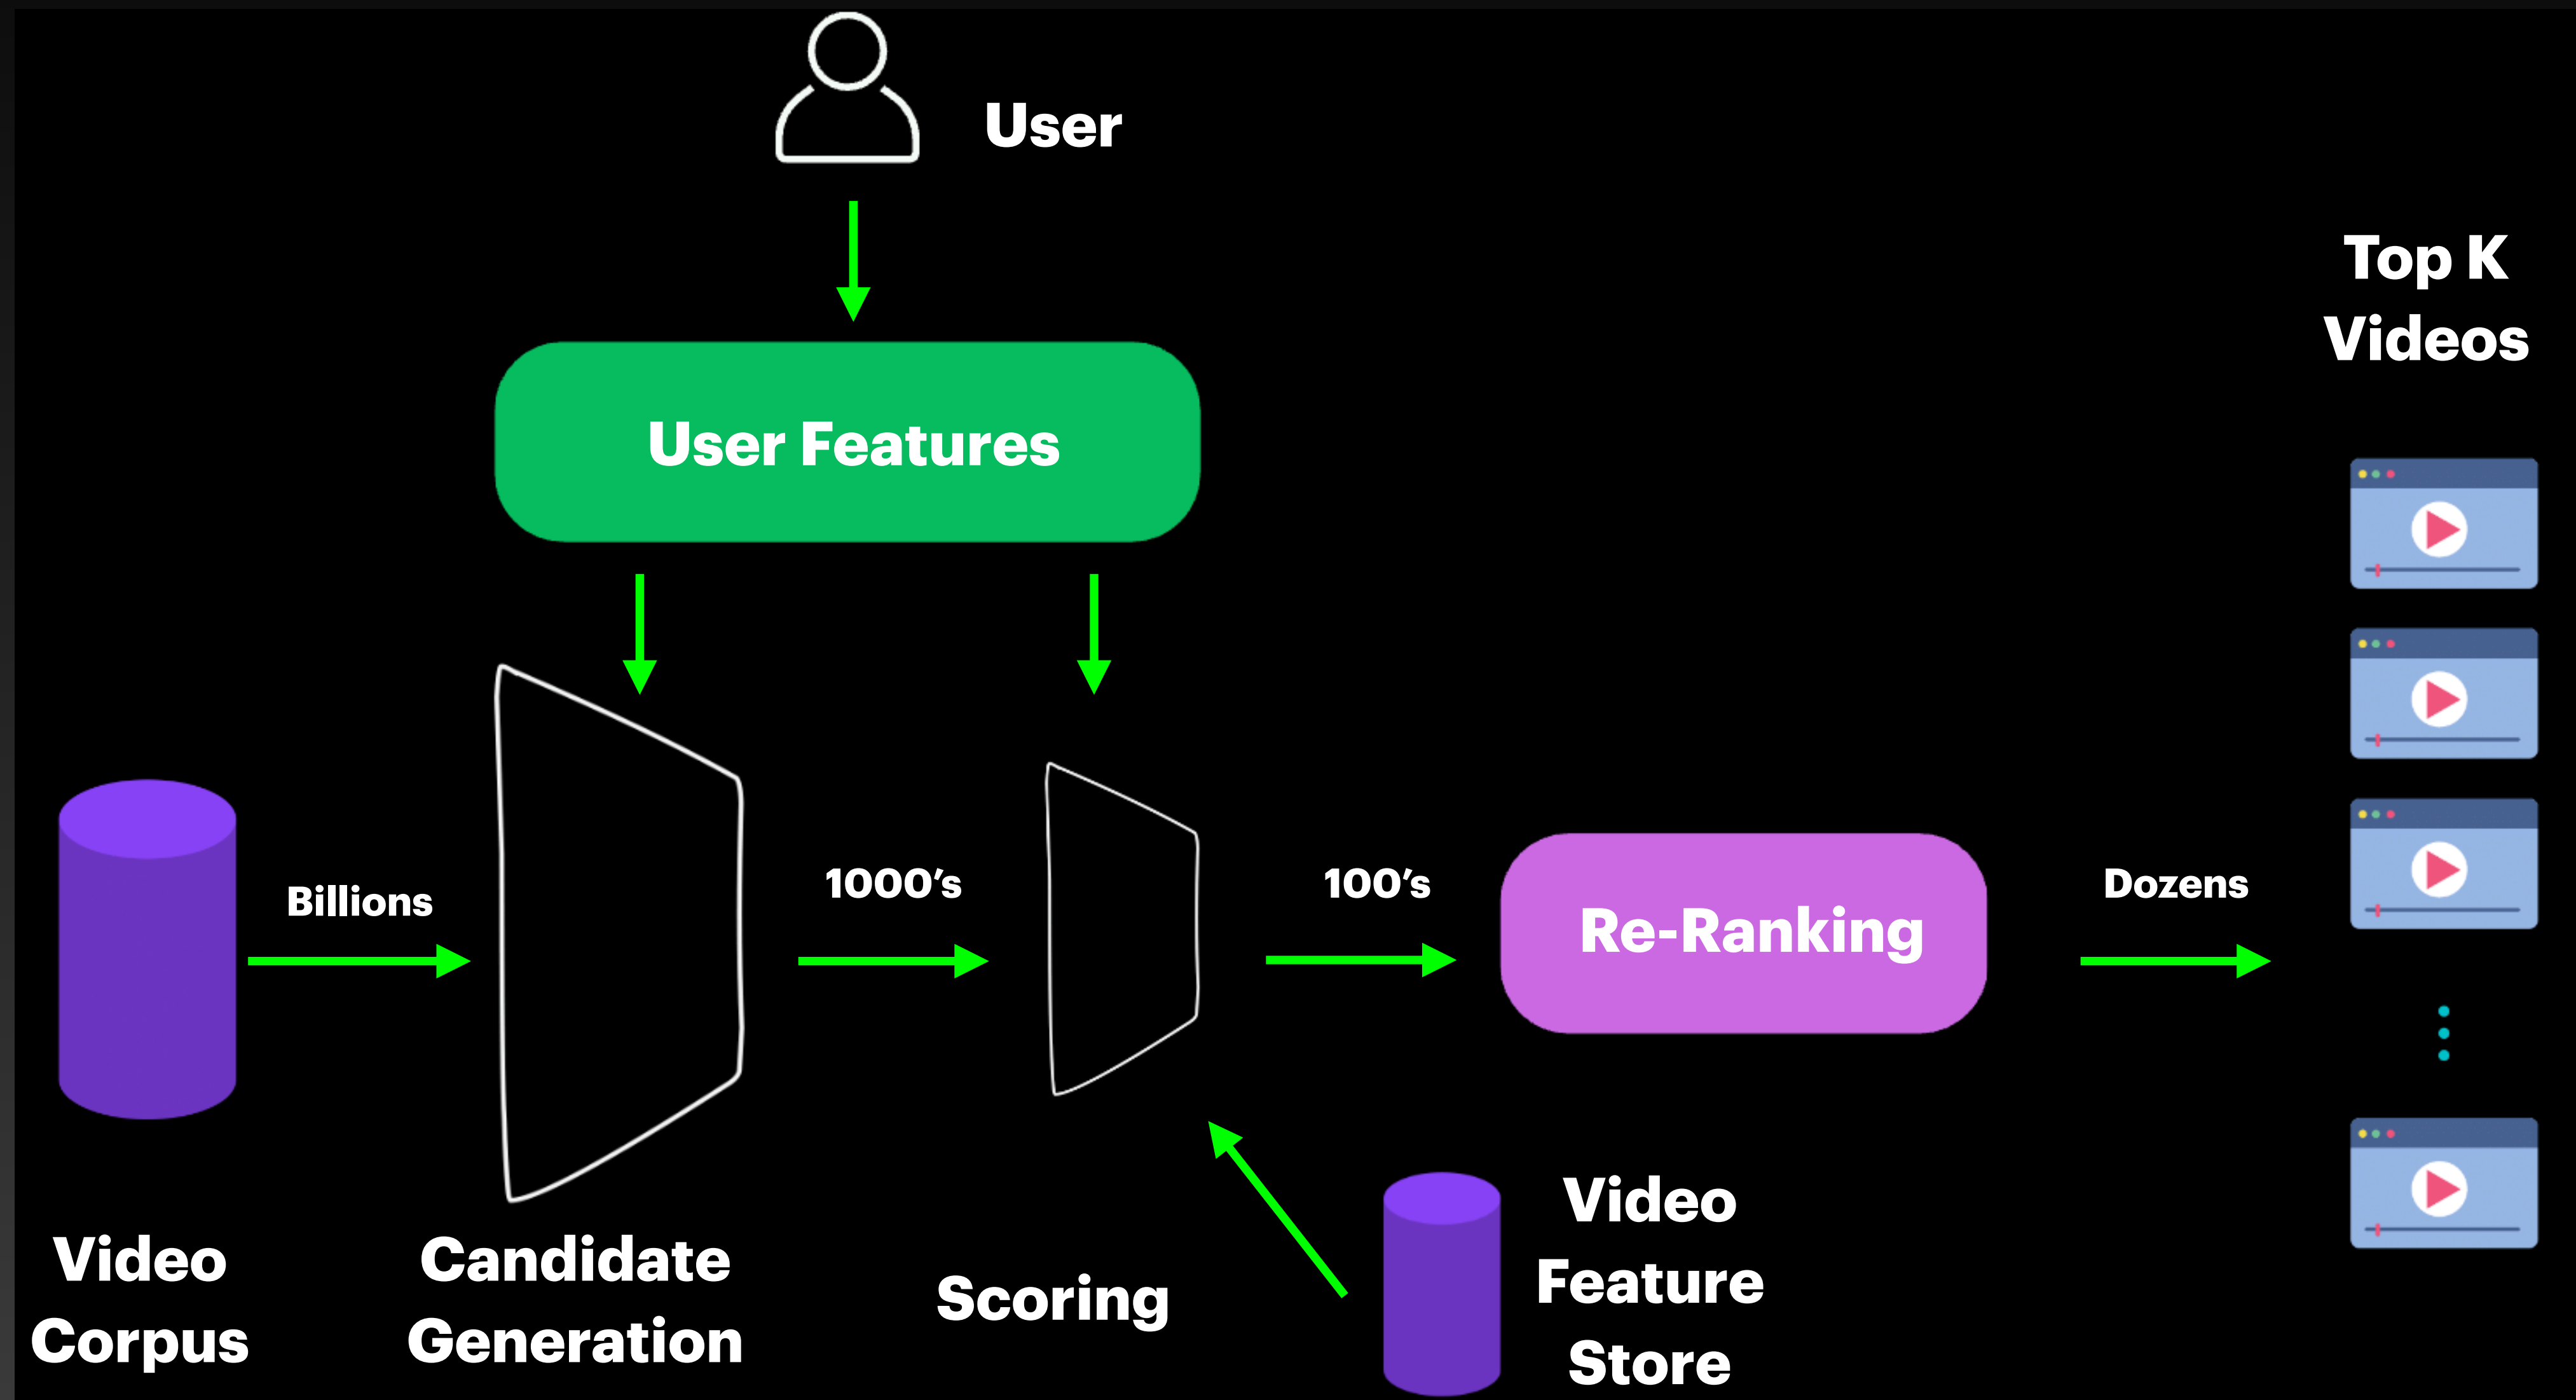 User
Top K
Videos
User Features
Billions
1000’s
100’s
Re-Ranking
Dozens
Video
Corpus
Candidate
Generation
Scoring
Video
Feature
Store